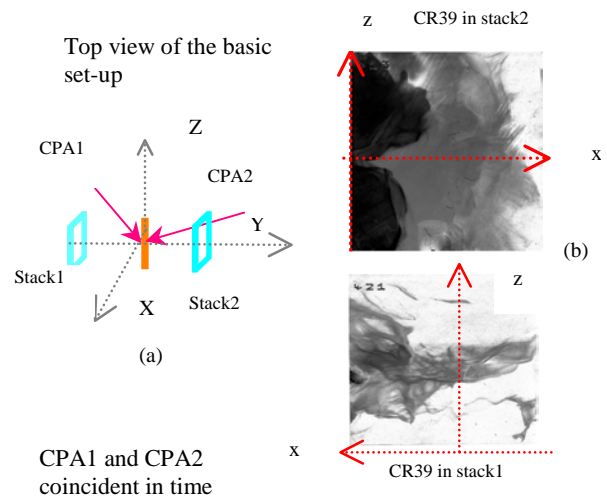 Top view of the basic
set-up
Z
CPA1
CPA2
Y
Stack1
X
Stack2
(a)
CPA1 and CPA2
coincident in time
z
CR39 in stack2
x
(b)
421
z
x
CR39 in stack1